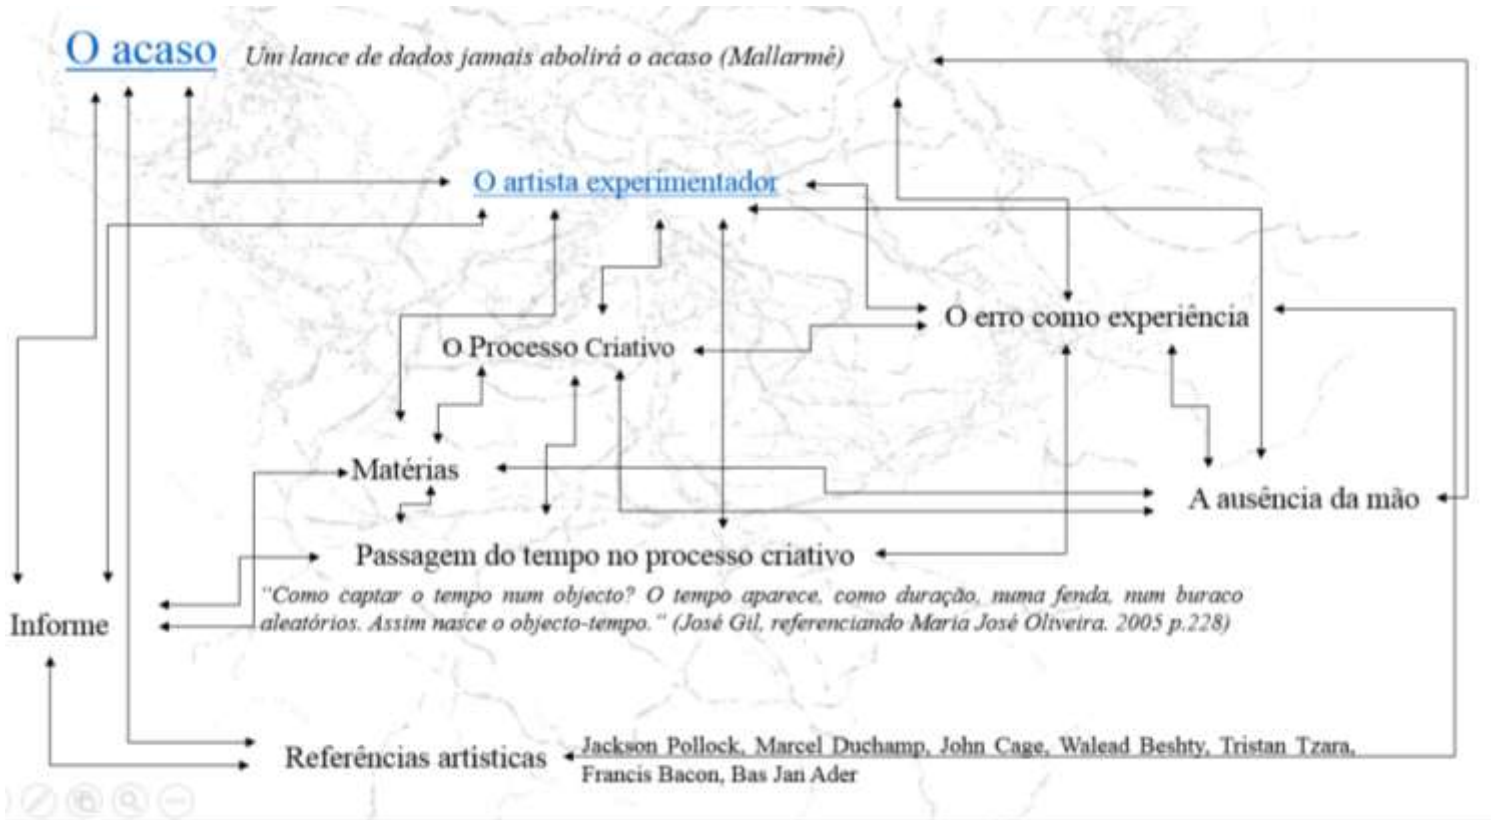 O acaso Um lance de dados jamais abolirá o acaso (Mallarmé)
O artista experimentador
O erro como experiência
O Processo Criativo
Matérias
A ausência da mão
Passagem do tempo no processo criativo
"Como captar o tempo num objecto? O tempo aparece, como duração, numa fenda, num buraco
aleatórios. Assim nasce o objecto-tempo." (José Gil, referenciando Maria José Oliveira. 2005 p.228)
Informe
Referências artisticas
Jackson Pollock, Marcel Duchamp, John Cage, Walead Beshty, Tristan Tzara,
Francis Bacon, Bas Jan Ader